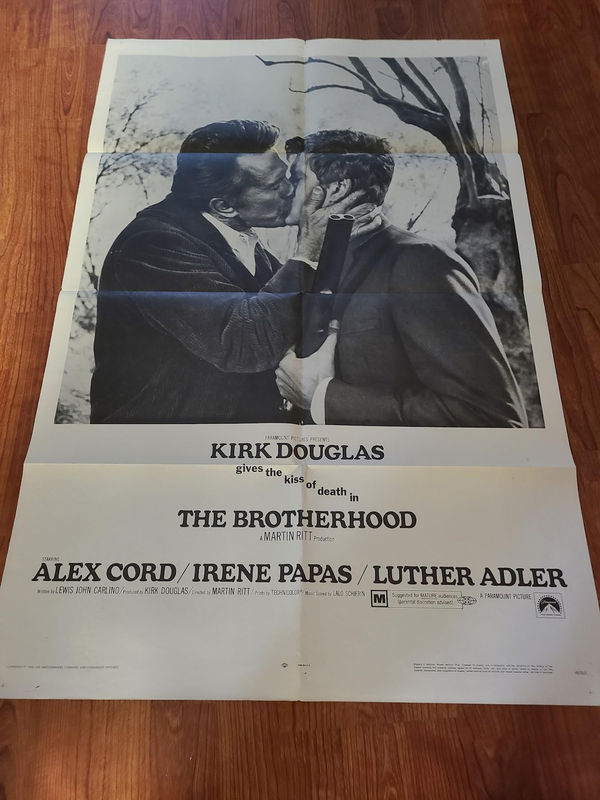 PARAMOUNT PICTURES PRESENTS
KIRK DOUGLAS
gives the kiss of death in
THE BROTHERHOOD
A MARTIN RITT Production
STARRING
ALEX CORD / IRENE PAPAS / LUTHER ADLER
Written by LEWIS JOHN CARLINO / Produced by KIRK DOUGLAS / Directed by MARTIN RITT / Prints by TECHNICOLOR® Music Scored by LALO SCHIFRIN
M Suggested for MATURE audiences
(parental discretion advised).
A PARAMOUNT PICTURE